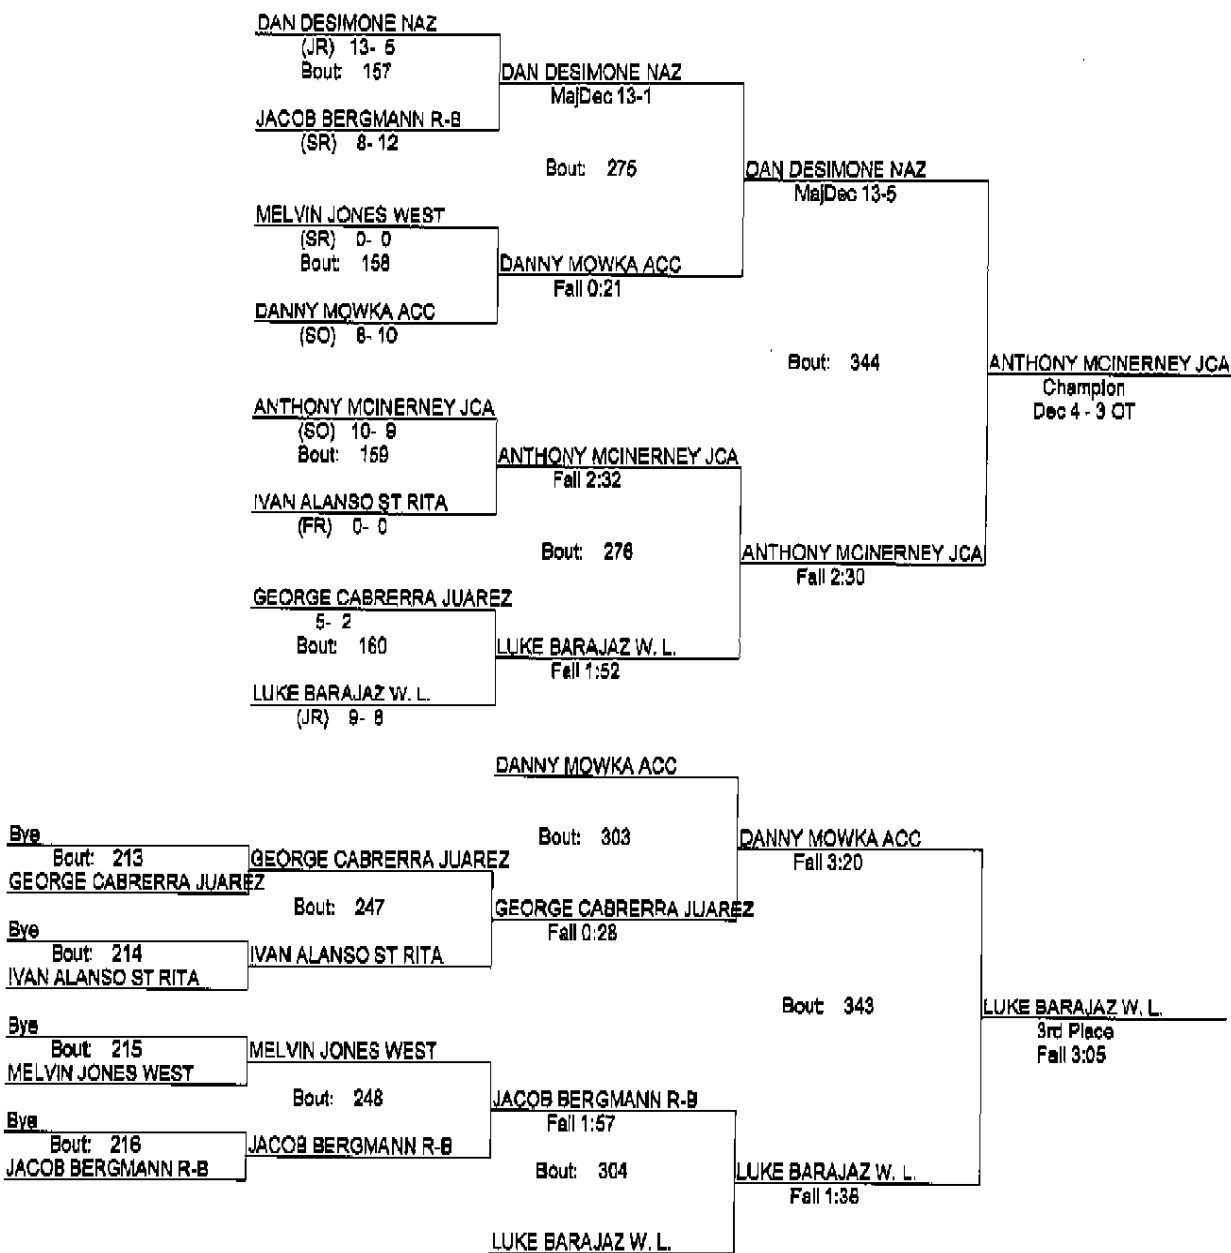 DAN DESIMONE NAZ
(JR) 13- 5
Bout: 157
DAN DESIMONE NAZ
MajDec 13-1
JACOB BERGMANN R-B
(SR) 8- 12
Bout: 275
DAN DESIMONE NAZ
MajDec 13-5
MELVIN JONES WEST
(SR) 0- 0
Bout: 158
DANNY MOWKA ACC
Fall 0:21
DANNY MOWKA ACC
(SO) 8- 10
Bout: 344
ANTHONY MCINERNEY JCA
Champion
Dec 4 - 3 OT
ANTHONY MCINERNEY JCA
(SO) 10- 9
Bout: 159
ANTHONY MCINERNEY JCA
Fall 2:32
IVAN ALANSO ST RITA
(FR) 0- 0
Bout: 276
ANTHONY MCINERNEY JCA
Fall 2:30
GEORGE CABRERRA JUAREZ
5- 2
Bout: 160
LUKE BARAJAZ W. L.
Fall 1:52
LUKE BARAJAZ W. L.
(JR) 9- 8
DANNY MOWKA ACC
Bye
Bout: 213
GEORGE CABRERRA JUAREZ
GEORGE CABRERRA JUAREZ
Bout: 303
DANNY MOWKA ACC
Fall 3:20
Bout: 247
GEORGE CABRERRA JUAREZ
Fall 0:28
Bye
Bout: 214
IVAN ALANSO ST RITA
IVAN ALANSO ST RITA
Bout: 343
LUKE BARAJAZ W. L.
3rd Place
Fall 3:05
Bye
Bout: 215
MELVIN JONES WEST
MELVIN JONES WEST
Bout: 248
JACOB BERGMANN R-B
Fall 1:57
Bye
Bout: 216
JACOB BERGMANN R-B
JACOB BERGMANN R-B
Bout: 304
LUKE BARAJAZ W. L.
Fall 1:38
LUKE BARAJAZ W. L.